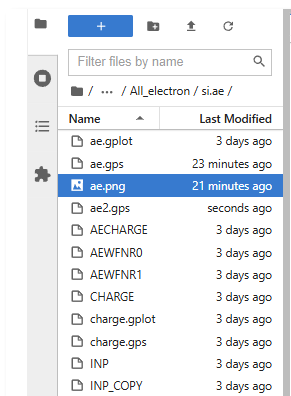 Filter files by name
/ ··· / All_electron / si.ae /
Name Last Modified
ae.gplot 3 days ago
ae.gps 23 minutes ago
ae.png 21 minutes ago
ae2.gps seconds ago
AECHARGE 3 days ago
AEWFNR0 3 days ago
AEWFNR1 3 days ago
CHARGE 3 days ago
charge.gplot 3 days ago
charge.gps 3 days ago
INP 3 days ago
INP_COPY 3 days ago